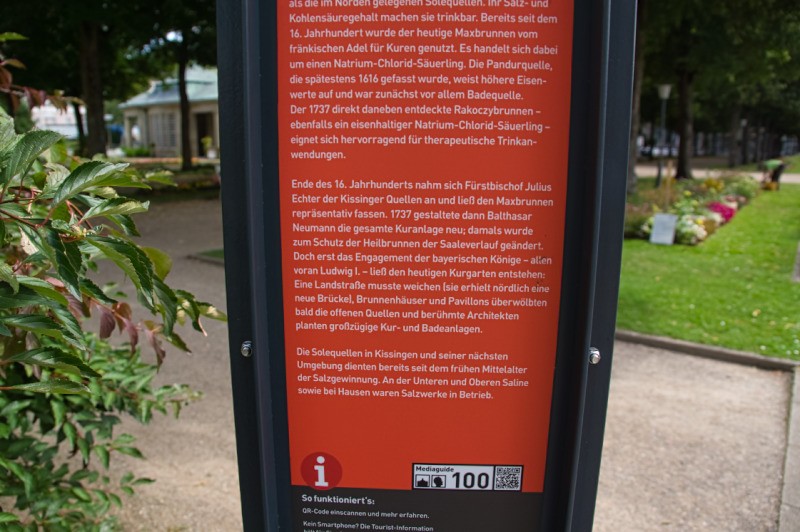 als die im Norden gelegenen Solequellen. Ihr Salz- und
Kohlensäuregehalt machen sie trinkbar. Bereits seit dem
16. Jahrhundert wurde der heutige Maxbrunnen vom
fränkischen Adel für Kuren genutzt. Es handelt sich dabei
um einen Natrium-Chlorid-Säuerling. Die Pandurquelle,
die spätestens 1616 gefasst wurde, weist höhere Eisen-
werte auf und war zunächst vor allem Badequelle.
Der 1737 direkt daneben entdeckte Rakoczybrunnen –
ebenfalls ein eisenhaltiger Natrium-Chlorid-Säuerling –
eignet sich hervorragend für therapeutische Trinkan-
wendungen.
Ende des 16. Jahrhunderts nahm sich Fürstbischof Julius
Echter der Kissinger Quellen an und ließ den Maxbrunnen
repräsentativ fassen. 1737 gestaltete dann Balthasar
Neumann die gesamte Kuranlage neu; damals wurde
zum Schutz der Heilbrunnen der Saaleverlauf geändert.
Doch erst das Engagement der bayerischen Könige – allen
voran Ludwig I. – ließ den heutigen Kurgarten entstehen:
Eine Landstraße musste weichen (sie erhielt nördlich eine
neue Brücke), Brunnenhäuser und Pavillons überwölbten
bald die offenen Quellen und berühmte Architekten
planten großzügige Kur- und Badeanlagen.
Die Solequellen in Kissingen und seiner nächsten
Umgebung dienten bereits seit dem frühen Mittelalter
der Salzgewinnung. An der Unteren und Oberen Saline
sowie bei Hausen waren Salzwerke in Betrieb.
i
Mediaguide
100
So funktioniert's:
QR-Code einscannen und mehr erfahren.
Kein Smartphone? Die Tourist-Information